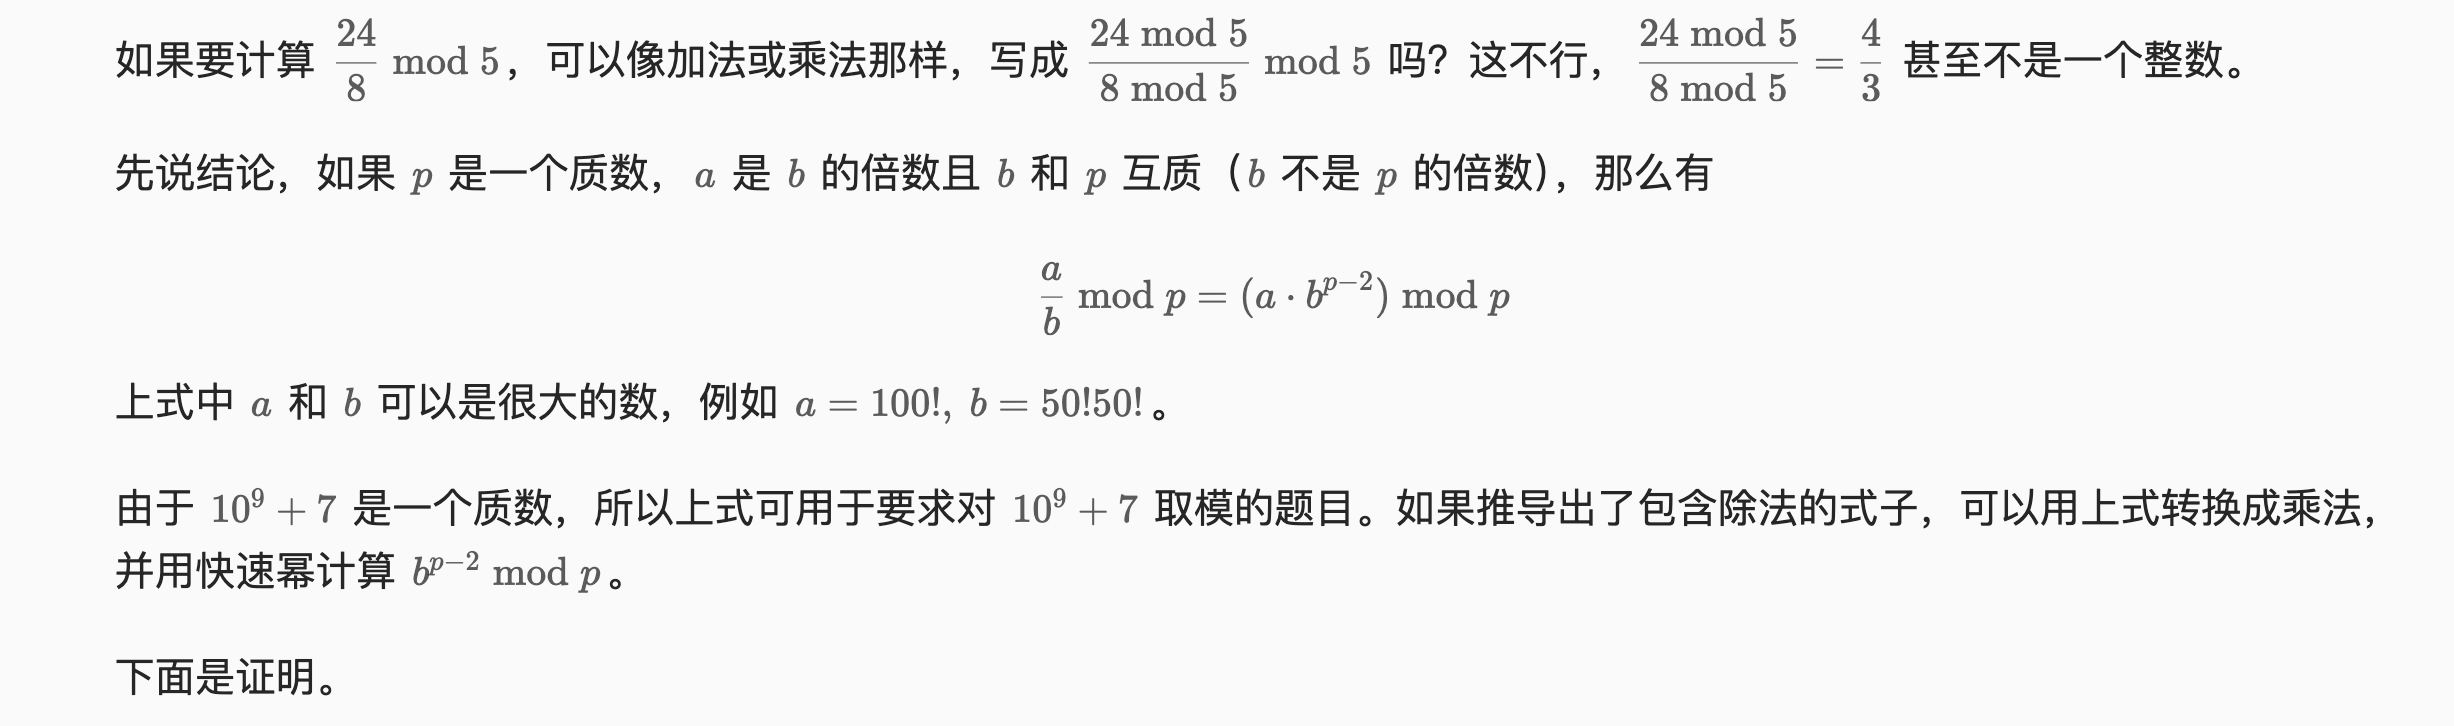 如果要计算 $\frac{24}{8} \bmod 5$，可以像加法或乘法那样，写成 $\frac{24 \bmod 5}{8 \bmod 5} \bmod 5$ 吗？这不行，$\frac{24 \bmod 5}{8 \bmod 5} = \frac{4}{3}$ 甚至不是一个整数。
先说结论，如果 $p$ 是一个质数，$a$ 是 $b$ 的倍数且 $b$ 和 $p$ 互质（$b$ 不是 $p$ 的倍数），那么有
$\frac{a}{b} \bmod p = (a \cdot b^{p-2}) \bmod p$
上式中 $a$ 和 $b$ 可以是很大的数，例如 $a = 100!, b = 50!50!$。
由于 $10^9 + 7$ 是一个质数，所以上式可用于要求对 $10^9 + 7$ 取模的题目。如果推导出了包含除法的式子，可以用上式转换成乘法，
并用快速幂计算 $b^{p-2} \bmod p$。
下面是证明。